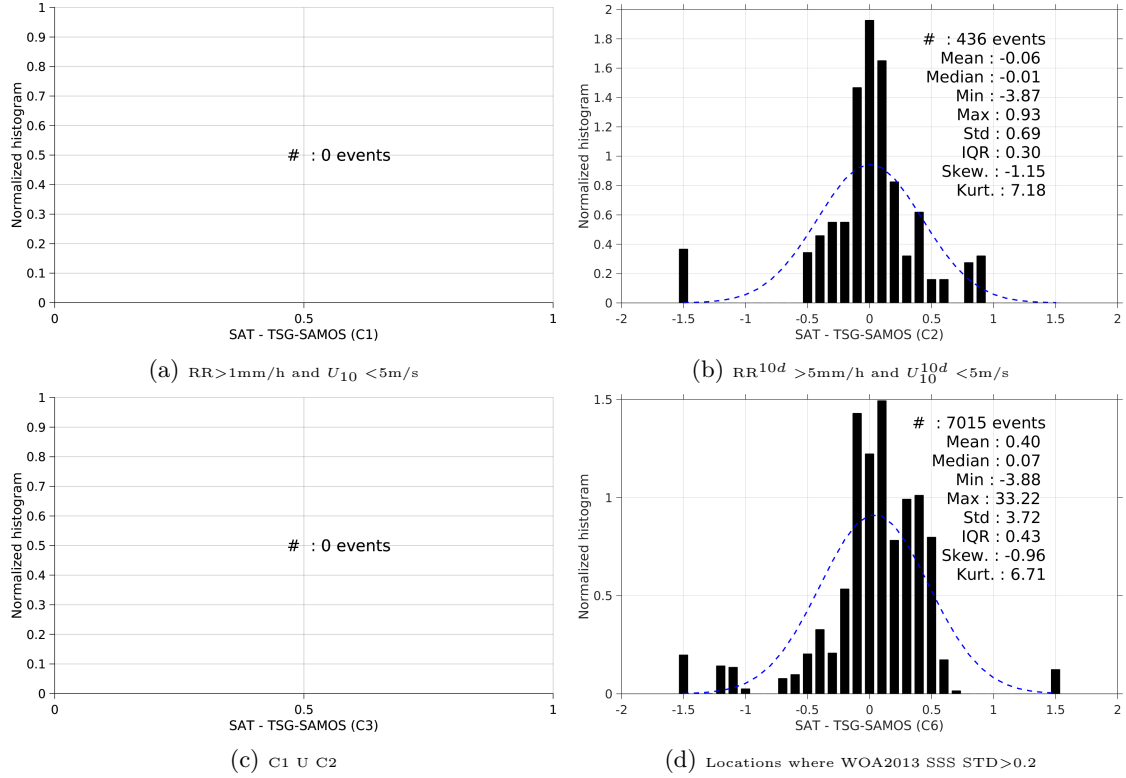 1
0.9
0.8
0.7
0.6
0.5
0.4
0.3
0.2
0.1
0
Normalized histogram
# : 0 events
0 0.5 1
SAT - TSG-SAMOS (C1)
(a) RR>1mm/h and U10 <5m/s
2
1.8
1.6
1.4
1.2
1
0.8
0.6
0.4
0.2
0
Normalized histogram
# : 436 events
Mean : -0.06
Median : -0.01
Min : -3.87
Max : 0.93
Std : 0.69
IQR : 0.30
Skew. : -1.15
Kurt. : 7.18
-2 -1.5 -1 -0.5 0 0.5 1 1.5 2
SAT - TSG-SAMOS (C2)
(b) RR10d >5mm/h and U10d10 <5m/s
1
0.9
0.8
0.7
0.6
0.5
0.4
0.3
0.2
0.1
0
Normalized histogram
# : 0 events
0 0.5 1
SAT - TSG-SAMOS (C3)
(c) C1 U C2
1.5
1
0.5
0
Normalized histogram
# : 7015 events
Mean : 0.40
Median : 0.07
Min : -3.88
Max : 33.22
Std : 3.72
IQR : 0.43
Skew. : -0.96
Kurt. : 6.71
-2 -1.5 -1 -0.5 0 0.5 1 1.5 2
SAT - TSG-SAMOS (C6)
(d) Locations where WOA2013 SSS STD>0.2